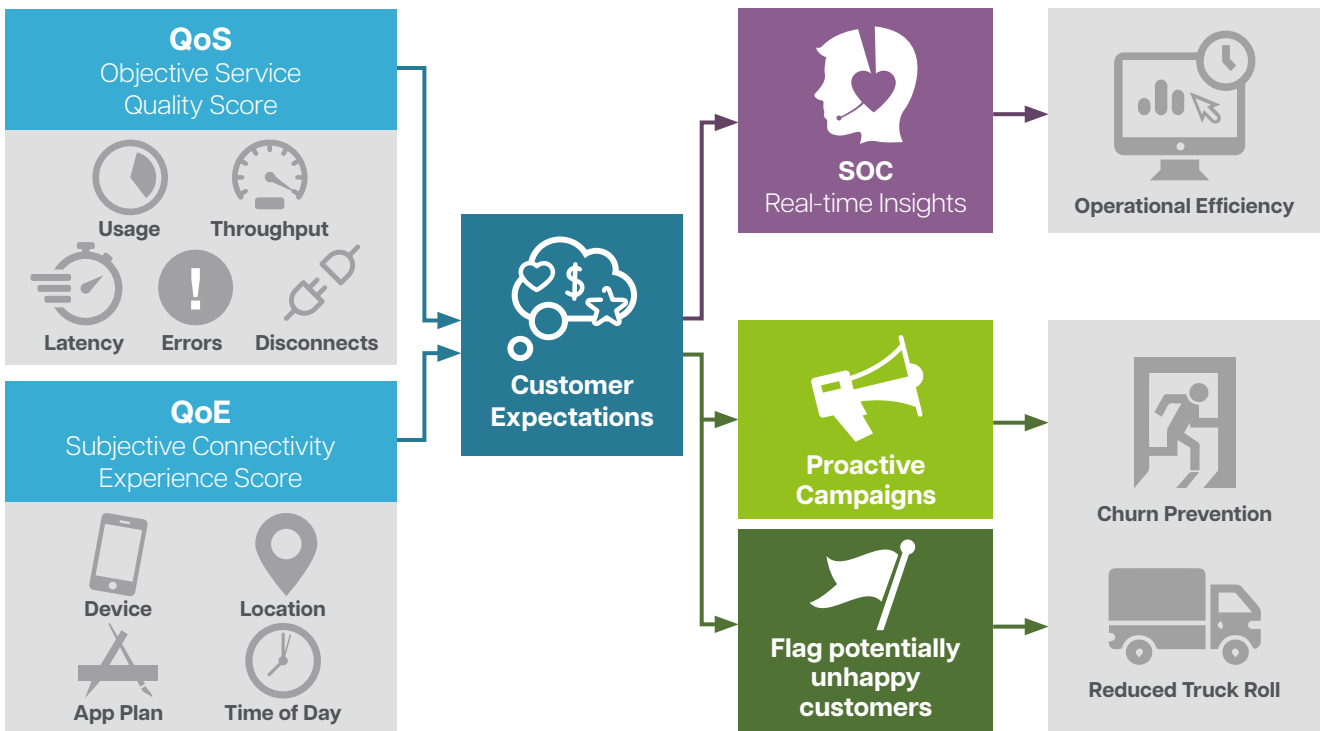 QoS
Objective Service
Quality Score
Usage
Throughput
Latency
Errors
Disconnects
QoE
Subjective Connectivity
Experience Score
Device
Location
App Plan
Time of Day
$
Customer
Expectations
SOC
Real-time Insights
Operational Efficiency
Proactive
Campaigns
Flag potentially
unhappy
customers
Churn Prevention
Reduced Truck Roll